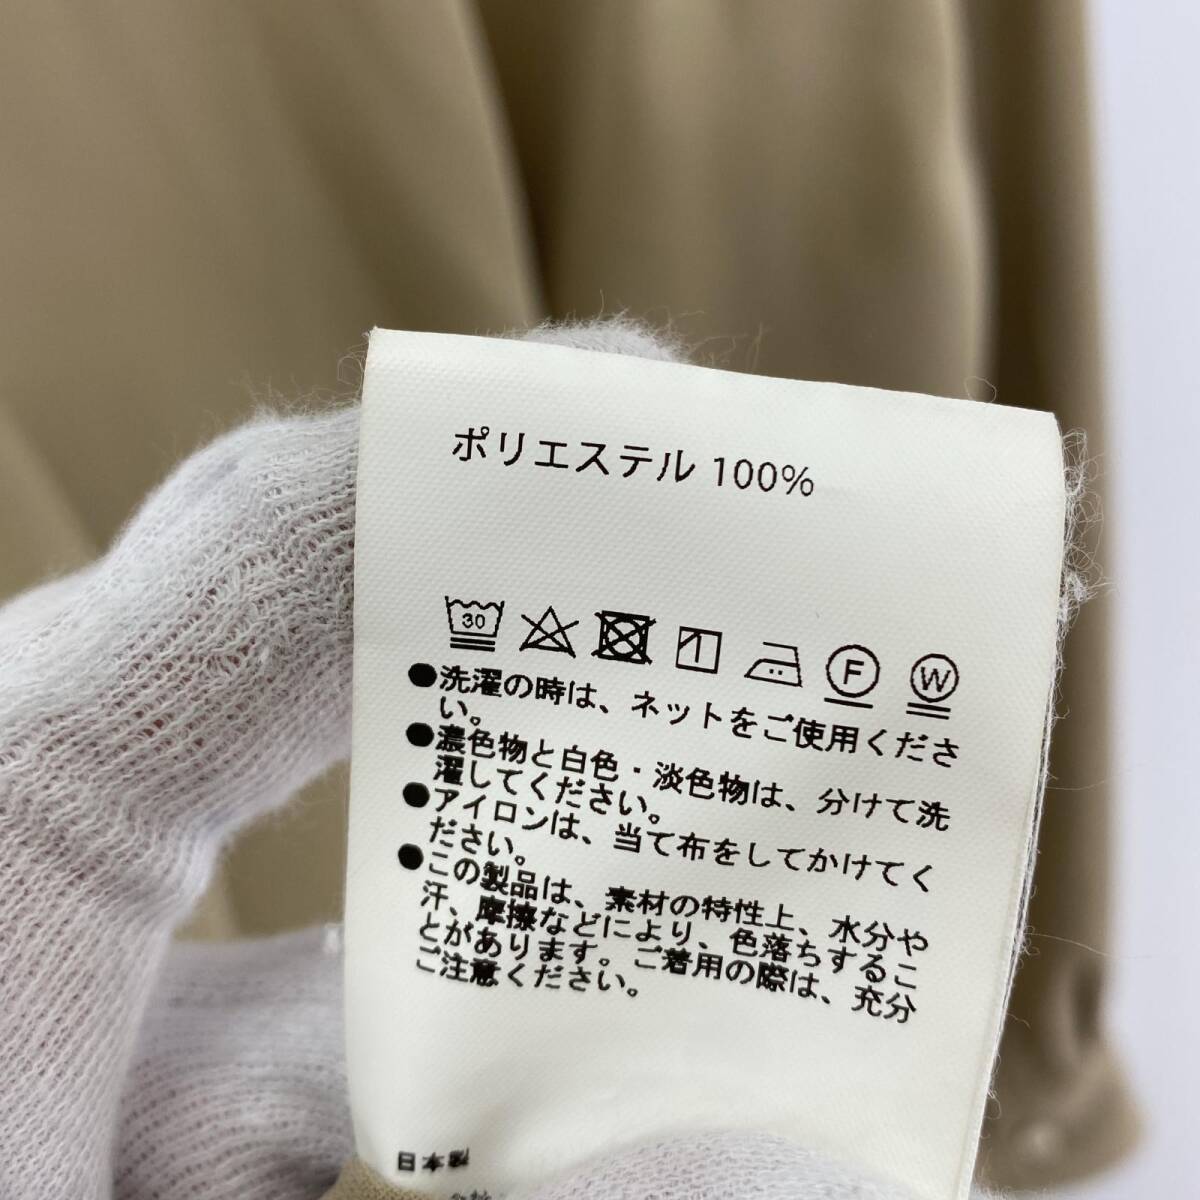 ポリエステル 100%
30 F W
●洗濯の時は、ネットをご使用くださ
い。
●濃色物と白色・淡色物は、分けて洗
濯してください。
●アイロンは、当て布をしてかけてく
ださい。
●この製品は、素材の特性上、水分や
汗、摩擦などにより、色落ちするこ
とがあります。ご着用の際は、充分
ご注意ください。
日本